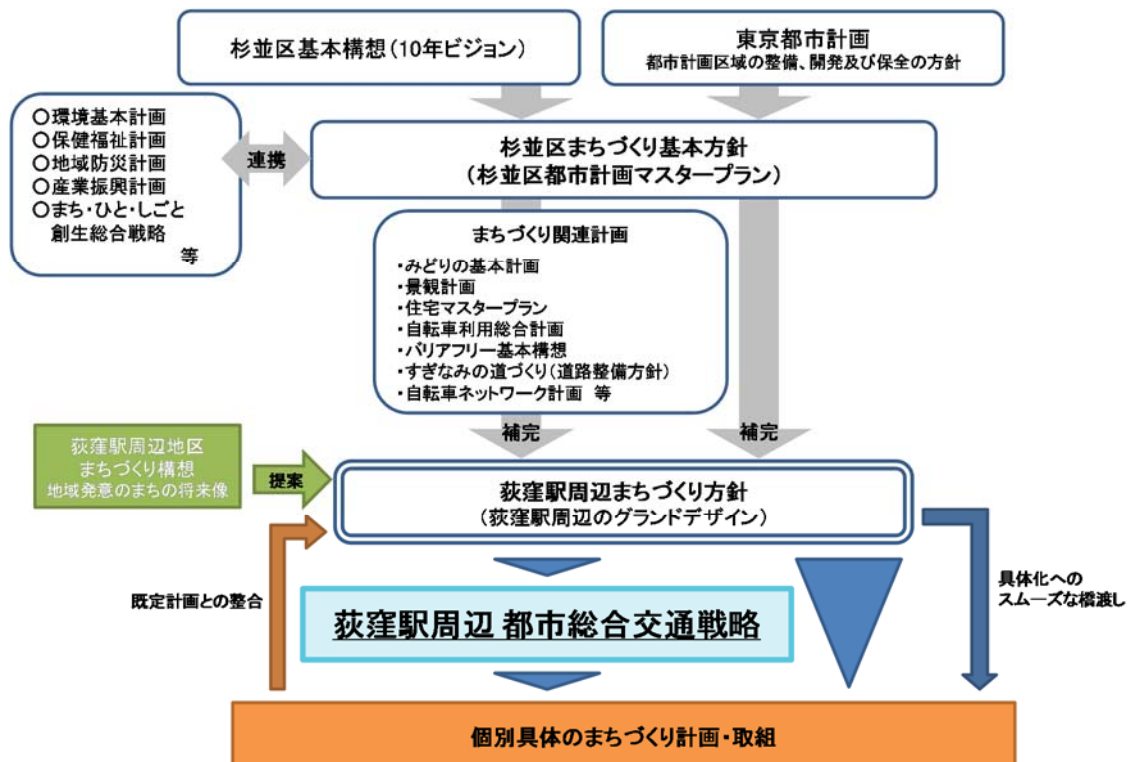 杉並区基本構想(10年ビジョン)
東京都市計画
都市計画区域の整備、開発及び保全の方針
○環境基本計画
○保健福祉計画
○地域防災計画
○産業振興計画
○まち・ひと・しごと
創生総合戦略
等
連携
杉並区まちづくり基本方針
(杉並区都市計画マスタープラン)
まちづくり関連計画
・みどりの基本計画
・景観計画
・住宅マスタープラン
・自転車利用総合計画
・バリアフリー基本構想
・すぎなみの道づくり(道路整備方針)
・自転車ネットワーク計画 等
補完
補完
荻窪駅周辺地区
まちづくり構想
地域発意のまちの将来像
提案
荻窪駅周辺まちづくり方針
(荻窪駅周辺のグランドデザイン)
既定計画との整合
具体化への
スムーズな橋渡し
荻窪駅周辺 都市総合交通戦略
個別具体のまちづくり計画・取組